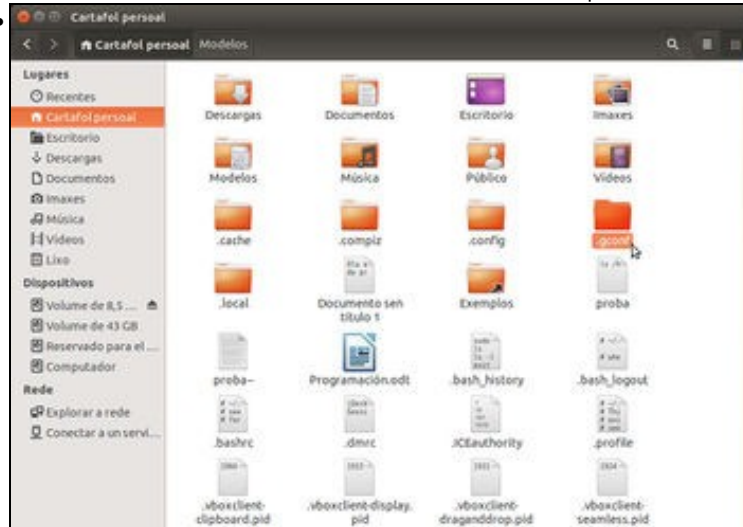 Cartafol persoal
Cartafol persoal Modelos
Lugares
Recentes
Cartafol persoal
Escritorio
Descargas
Documentos
Imaxes
Música
Vídeos
Lixo
Dispositivos
Volume de 8,5 ...
Volume de 43 GB
Reservado para el ...
Computador
Rede
Explorar a rede
Conectar a un servi...
Descargas Documentos Escritorio Imaxes
Modelos Música Público Vídeos
.cache .compiz .config .gconf
.local Documento sen título 1 Exemplos proba
proba~ Programación.odt .bash_history .bash_logout
.bashrc .dmrc .ICEauthority .profile
.vboxclient-clipboard.pid .vboxclient-display.pid .vboxclient-draganddrop.pid .vboxclient-seamless.pid